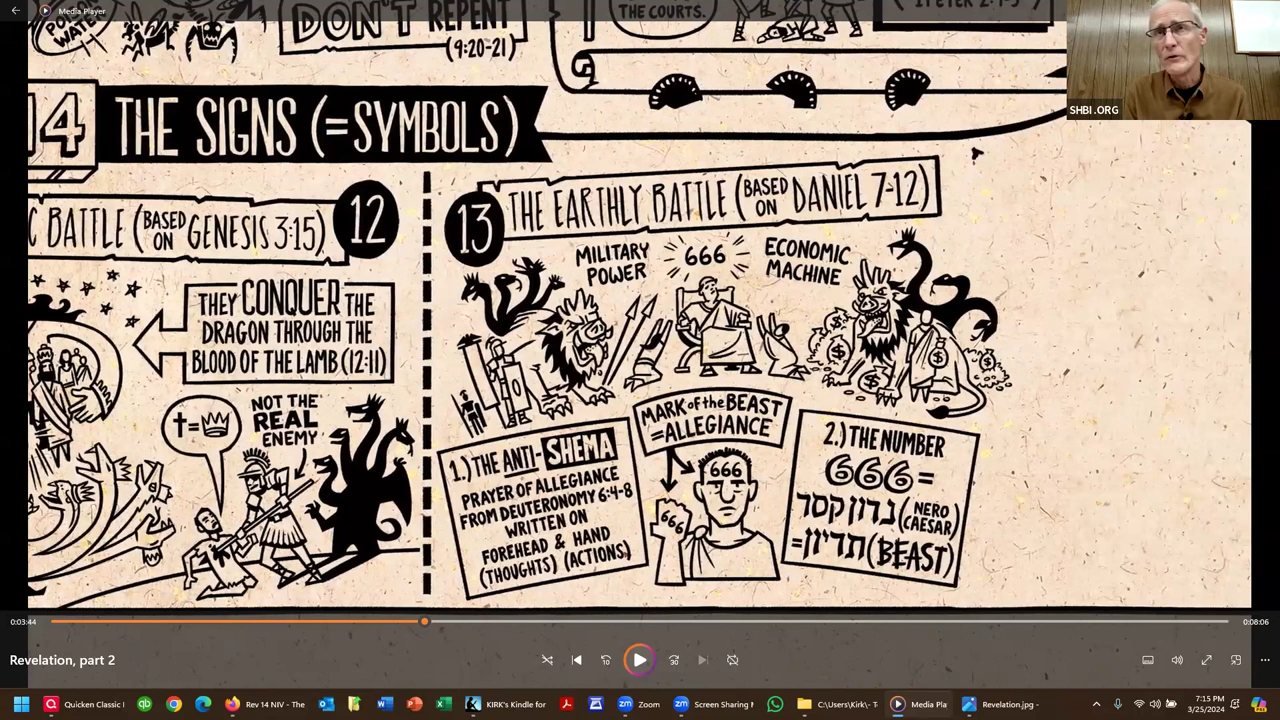 Media Player
WAY!
DON'T REPENT
(9:20-21)
THE COURTS.
SHBI.ORG
14 THE SIGNS (=SYMBOLS)
C BATTLE (BASED ON GENESIS 3:15) 12
THEY CONQUER THE
DRAGON THROUGH THE
BLOOD OF THE LAMB (12:11)
NOT THE
REAL
ENEMY
13 THE EARTHLY BATTLE (BASED ON DANIEL 7-12)
MILITARY
POWER
666
ECONOMIC
MACHINE
MARK of the BEAST
=ALLEGIANCE
1.) THE ANTI-SHEMA
PRAYER OF ALLEGIANCE
FROM DEUTERONOMY 6:4-8
WRITTEN ON
FOREHEAD & HAND
(THOUGHTS) (ACTIONS)
666
666
2.) THE NUMBER
666 =
נרון קסר (NERO CAESAR)
=תריון (BEAST)
0:03:44
0:08:06
Revelation, part 2
10
30
Quicken Classic
Rev 14 NIV - The
KIRK's Kindle for
Zoom
Screen Sharing
C:\Users\Kirk\- T
Media Pla
Revelation.jpg -
7:15 PM
3/25/2024